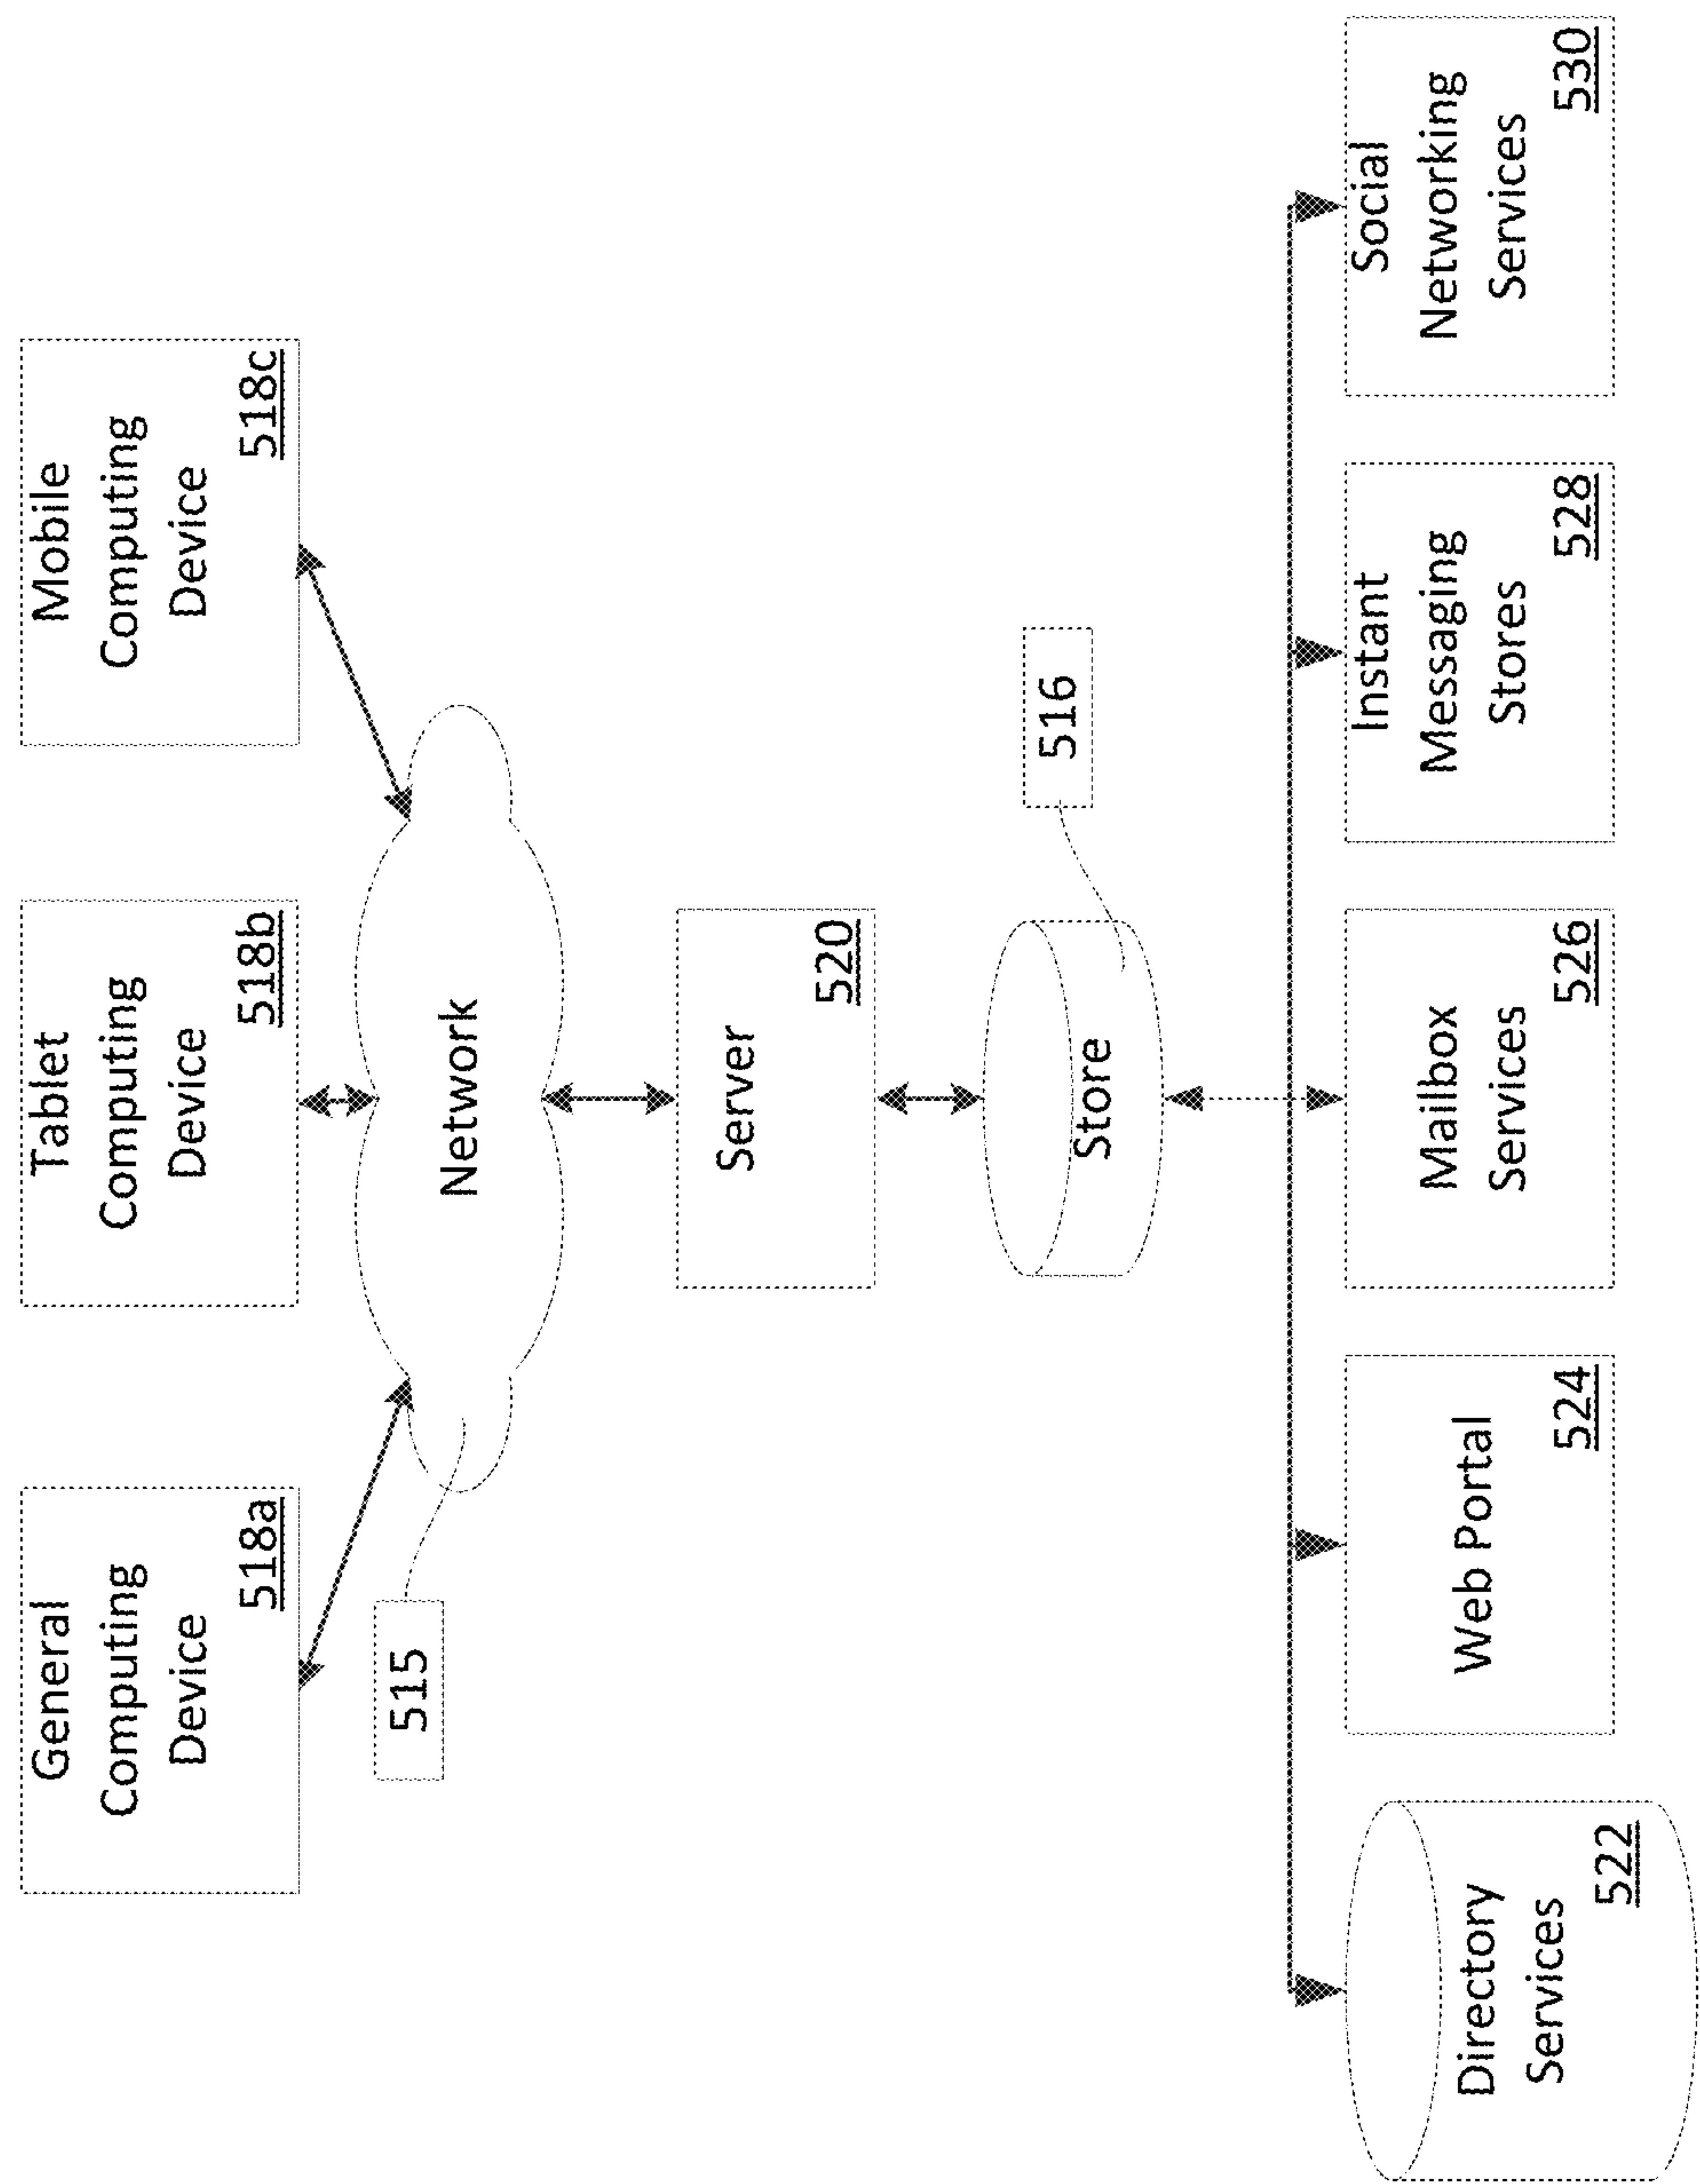 General
Computing
Device
518a
Tablet
Computing
Device
518b
Mobile
Computing
Device
518c
515
Network
Server
520
Store
516
Directory
Services
522
Web Portal
524
Mailbox
Services
526
Instant
Messaging
Stores
528
Social
Networking
Services
530